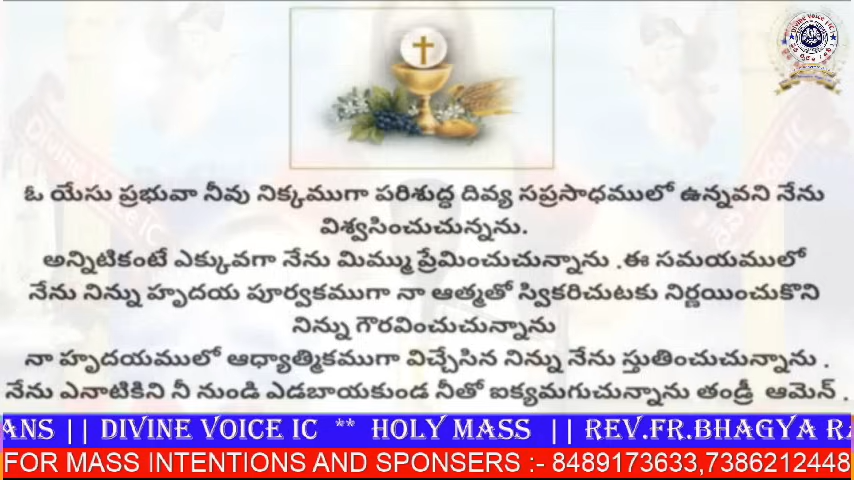 ఓ యేసు ప్రభువా నీవు నిక్కముగా పరిశుద్ధ దివ్య సప్రసాధములో ఉన్నవని నేను
విశ్వసించుచున్నను.
అన్నిటికంటే ఎక్కువగా నేను మిమ్ము ప్రేమించుచున్నాను .ఈ సమయములో
నేను నిన్ను హృదయ పూర్వకముగా నా ఆత్మతో స్వికరిచుటకు నిర్ణయించుకొని
నిన్ను గౌరవించుచున్నాను
నా హృదయములో ఆధ్యాత్మికముగా విచ్చేసిన నిన్ను నేను స్తుతించుచున్నాను .
నేను ఎనాటికిని నీ నుండి ఎడబాయకుండ నీతో ఐక్యమగుచున్నాను తండ్రీ ఆమెన్ .
ANS || DIVINE VOICE IC ** HOLY MASS || REV.FR.BHAGYA RA
FOR MASS INTENTIONS AND SPONSERS :- 8489173633,7386212448